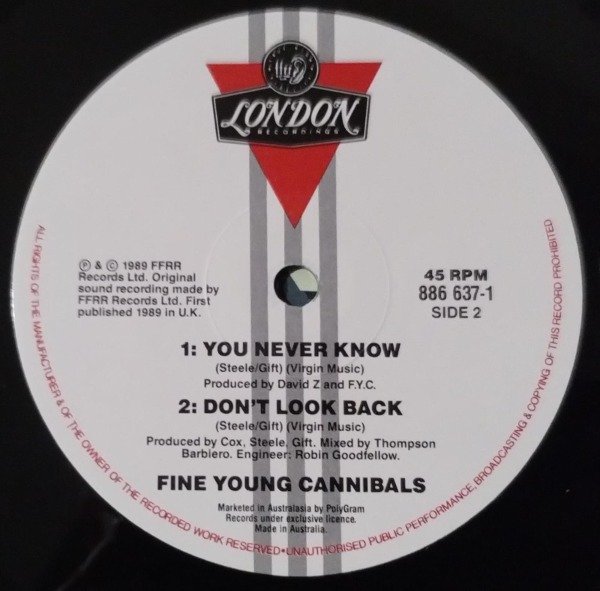 LONDON
RECORDINGS
℗ & © 1989 FFRR
Records Ltd. Original
sound recording made by
FFRR Records Ltd. First
published 1989 in U.K.
45 RPM
886 637-1
SIDE 2
1: YOU NEVER KNOW
(Steele/Gift) (Virgin Music)
Produced by David Z and F.Y.C.
2: DON'T LOOK BACK
(Steele/Gift) (Virgin Music)
Produced by Cox, Steele, Gift. Mixed by Thompson
Barbiero. Engineer: Robin Goodfellow.
FINE YOUNG CANNIBALS
Marketed in Australasia by PolyGram
Records under exclusive licence.
Made in Australia.
ALL RIGHTS OF THE MANUFACTURER & OF THE OWNER OF THE RECORDED WORK RESERVED•UNAUTHORISED PUBLIC PERFORMANCE, BROADCASTING & COPYING OF THIS RECORD PROHIBITED